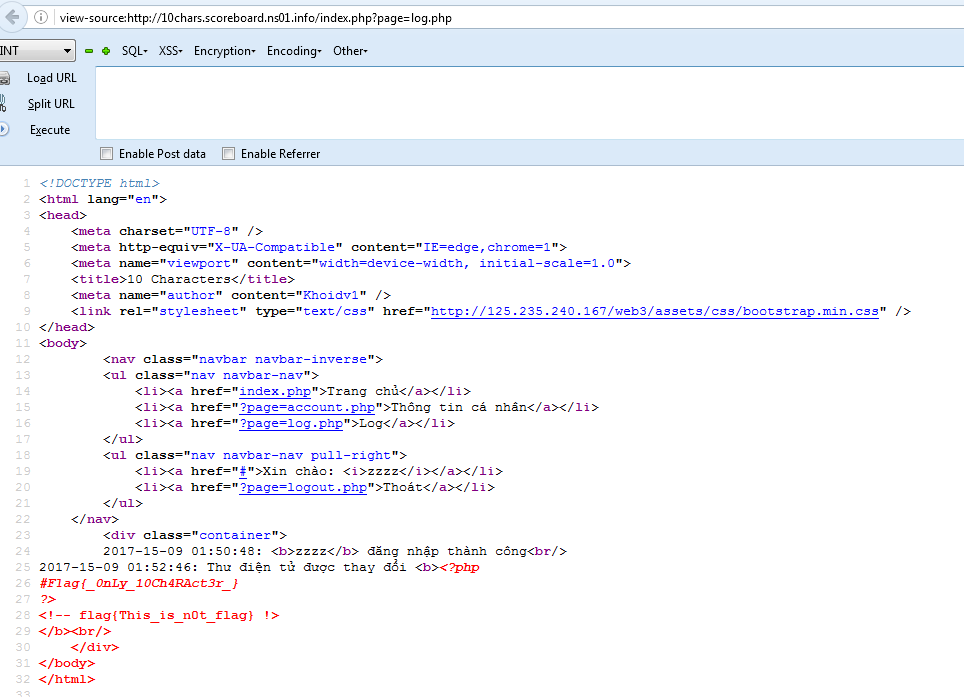 view-source:http://10chars.scoreboard.ns01.info/index.php?page=log.php
INT SQL- XSS- Encryption- Encoding- Other-
Load URL
Split URL
Execute
Enable Post data Enable Referrer
1 <!DOCTYPE html>
2 <html lang="en">
3 <head>
4 <meta charset="UTF-8" />
5 <meta http-equiv="X-UA-Compatible" content="IE=edge,chrome=1">
6 <meta name="viewport" content="width=device-width, initial-scale=1.0">
7 <title>10 Characters</title>
8 <meta name="author" content="Khoidv1" />
9 <link rel="stylesheet" type="text/css" href="http://125.235.240.167/web3/assets/css/bootstrap.min.css" />
10 </head>
11 <body>
12 <nav class="navbar navbar-inverse">
13 <ul class="nav navbar-nav">
14 <li><a href="index.php">Trang chủ</a></li>
15 <li><a href="?page=account.php">Thông tin cá nhân</a></li>
16 <li><a href="?page=log.php">Log</a></li>
17 </ul>
18 <ul class="nav navbar-nav pull-right">
19 <li><a href="#">Xin chào: <i>zzzz</i></a></li>
20 <li><a href="?page=logout.php">Thoát</a></li>
21 </ul>
22 </nav>
23 <div class="container">
24 2017-15-09 01:50:48: <b>zzzz</b> đăng nhập thành công<br/>
25 2017-15-09 01:52:46: Thư điện tử được thay đổi <b><?php
26 #Flag{_0nLy_10Ch4RAct3r_}
27 ?>
28 <!-- flag{This_is_n0t_flag} !>
29 </b><br/>
30 </div>
31 </body>
32 </html>
33